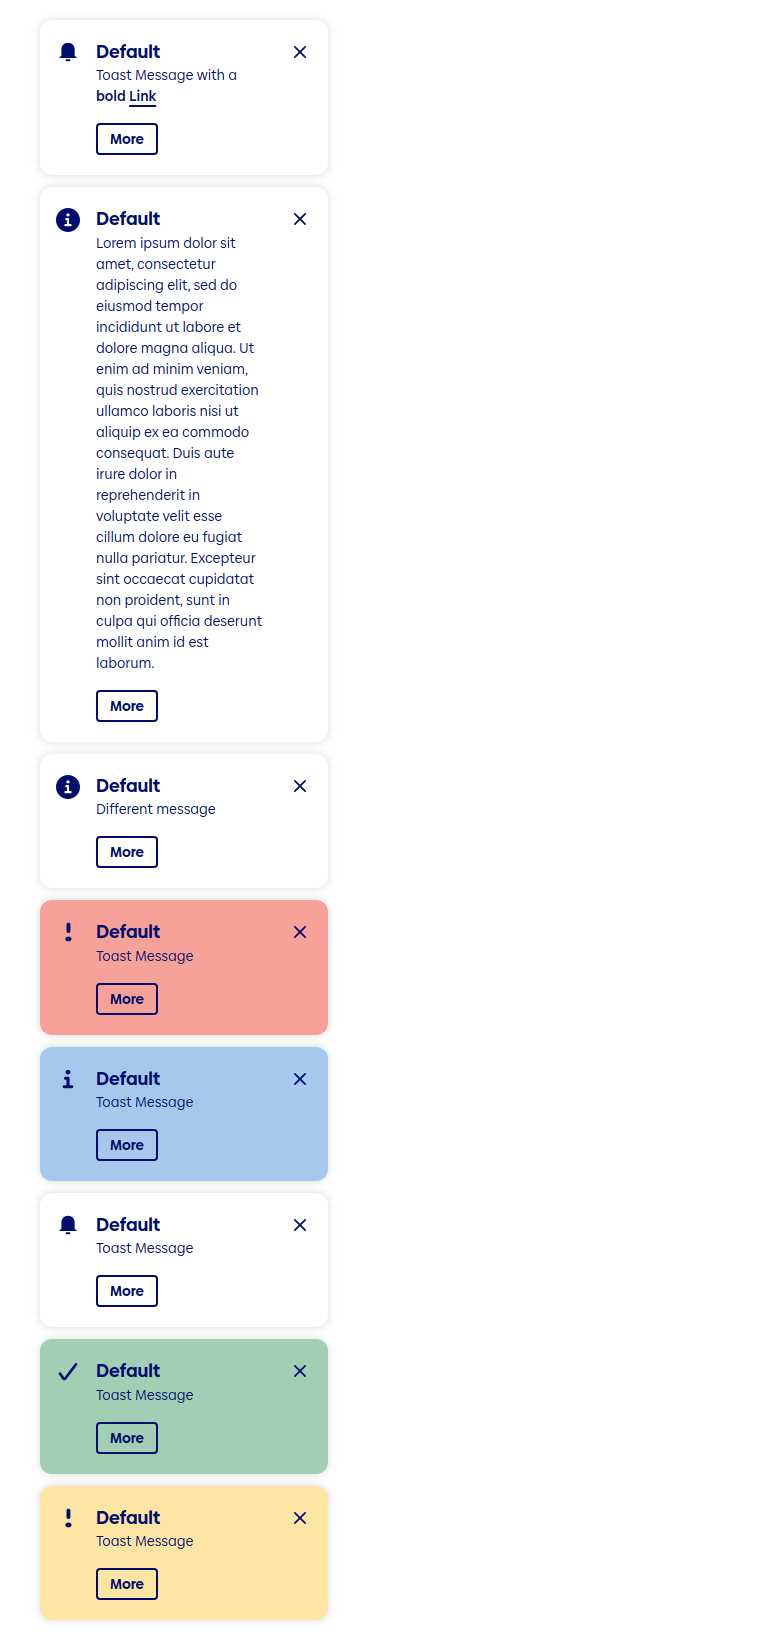 Default
Toast Message with a
bold Link
More
Default
Lorem ipsum dolor sit
amet, consectetur
adipiscing elit, sed do
eiusmod tempor
incididunt ut labore et
dolore magna aliqua. Ut
enim ad minim veniam,
quis nostrud exercitation
ullamco laboris nisi ut
aliquip ex ea commodo
consequat. Duis aute
irure dolor in
reprehenderit in
voluptate velit esse
cillum dolore eu fugiat
nulla pariatur. Excepteur
sint occaecat cupidatat
non proident, sunt in
culpa qui officia deserunt
mollit anim id est
laborum.
More
Default
Different message
More
Default
Toast Message
More
Default
Toast Message
More
Default
Toast Message
More
Default
Toast Message
More
Default
Toast Message
More